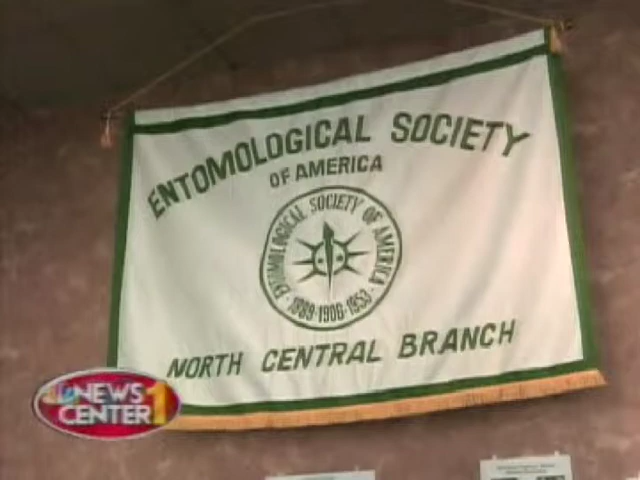 ENTOMOLOGICAL SOCIETY
OF AMERICA
ENTOMOLOGICAL SOCIETY OF AMERICA
1889·1906·1953
NORTH CENTRAL BRANCH
NEWS
CENTER 1